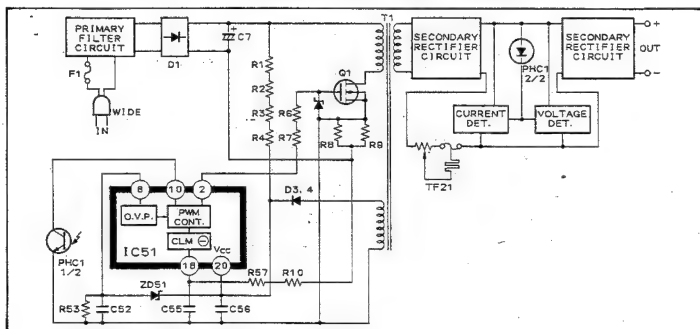 PRIMARY
FILTER
CIRCUIT
D1
+
C7
F1
WIDE
IN
R1
R2
R3
R4
R6
R7
Q1
R8
R9
T1
SECONDARY
RECTIFIER
CIRCUIT
PHC1
2/2
SECONDARY
RECTIFIER
CIRCUIT
+
OUT
-
CURRENT
DET.
VOLTAGE
DET.
TF21
D3, 4
8
10
2
O.V.P.
PWM
CONT.
CLM ⊖
IC51
VCC
18
20
PHC1
1/2
R57
R10
ZD51
R53
C52
C55
C56